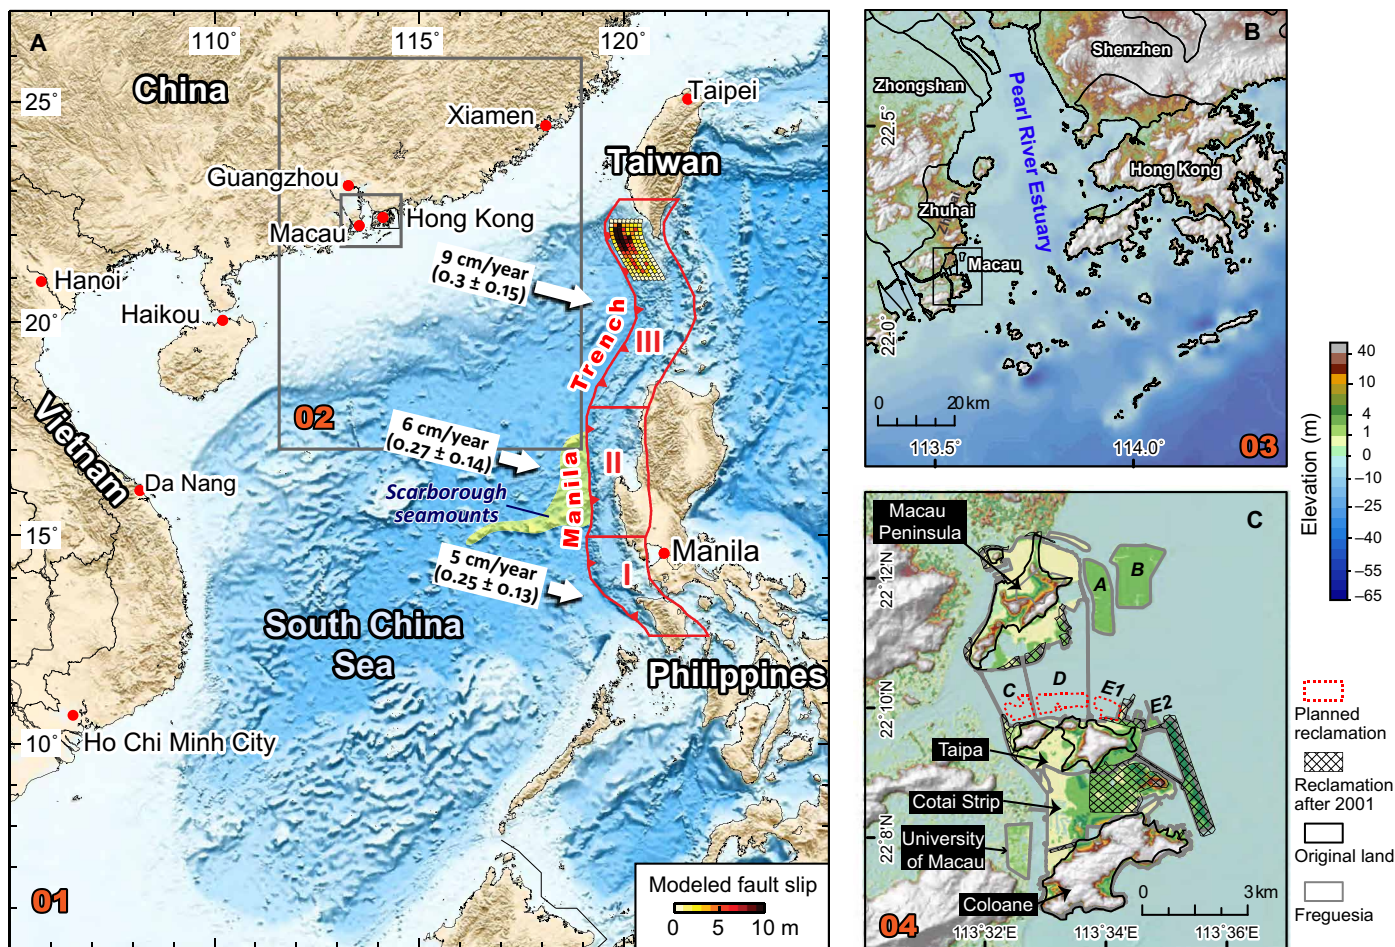 A
110°
115°
120°
25°
20°
15°
10°
China
Taipei
Xiamen
Taiwan
Guangzhou
Hong Kong
Macau
Hanoi
Haikou
9 cm/year
(0.3 ± 0.15)
Trench
III
02
6 cm/year
(0.27 ± 0.14)
II
Vietnam
Da Nang
Scarborough
seamounts
Manila
Manila
5 cm/year
(0.25 ± 0.13)
I
South China
Sea
Philippines
Ho Chi Minh City
01
Modeled fault slip
0 5 10 m
B
Shenzhen
Zhongshan
Pearl River Estuary
22.5°
Hong Kong
Zhuhai
Macau
22.0°
0 20 km
113.5°
114.0°
03
Elevation (m)
40
10
4
1
0
−10
−25
−40
−55
−65
C
Macau
Peninsula
A
B
22°12'N
C
D
E1
E2
22°10'N
Taipa
Cotai Strip
22°8'N
University
of Macau
Coloane
0 3 km
04
113°32'E
113°34'E
113°36'E
Planned
reclamation
Reclamation
after 2001
Original land
Freguesia